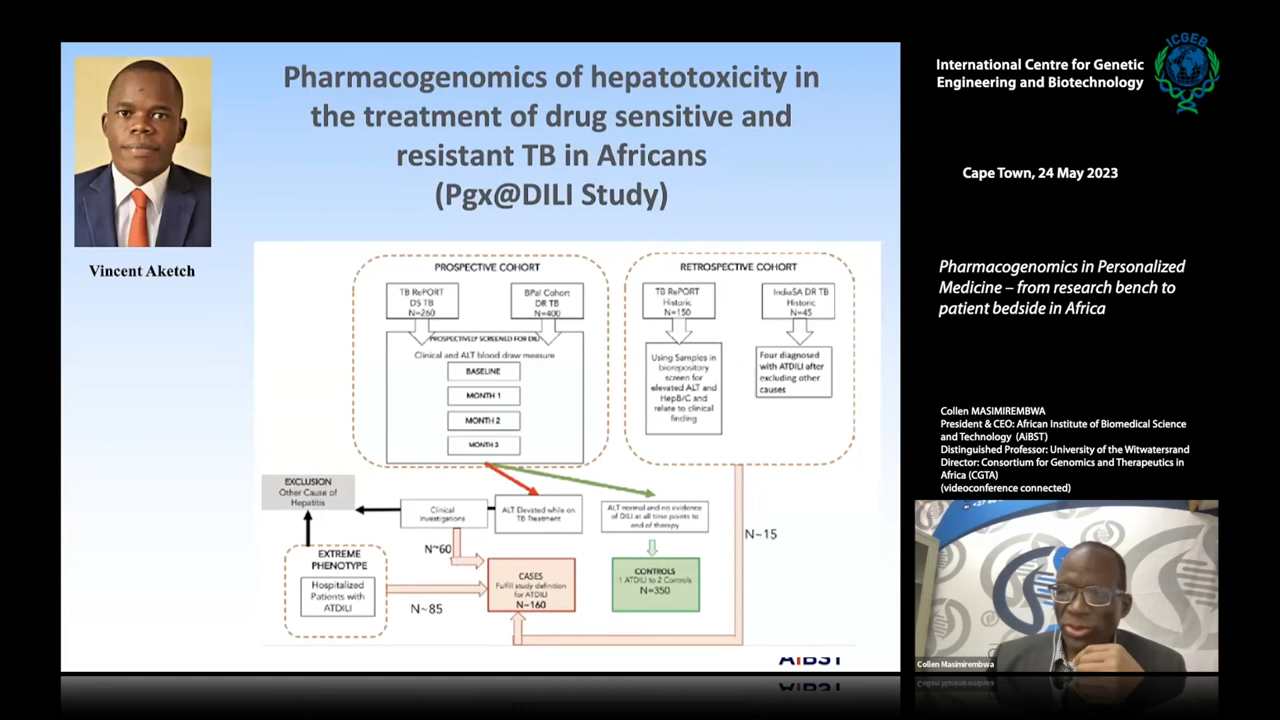 Pharmacogenomics of hepatotoxicity in
the treatment of drug sensitive and
resistant TB in Africans
(Pgx@DILI Study)
Vincent Aketch
PROSPECTIVE COHORT
TB RePORT
DS TB
N=260
BPal Cohort
DR TB
N=400
PROSPECTIVELY SCREENED FOR DILI
Clinical and ALT blood draw measure
BASELINE
MONTH 1
MONTH 2
MONTH 3
RETROSPECTIVE COHORT
TB RePORT
Historic
N=150
IndiaSA DR TB
Historic
N=45
Using Samples in
biorepository
screen for
elevated ALT and
HepB/C and
relate to clinical
finding
Four diagnosed
with ATDILI after
excluding other
causes
EXCLUSION
Other Cause of
Hepatitis
Clinical
Investigations
ALT Elevated while on
TB Treatment
ALT normal and no evidence
of DILI at all time points to
end of therapy
N~15
N~60
EXTREME
PHENOTYPE
Hospitalized
Patients with
ATDILI
N~85
CASES
Fulfill study definition
for ATDILI
N~160
CONTROLS
1 ATDILI to 2 Controls
N=350
AiBST
International Centre for Genetic
Engineering and Biotechnology
ICGEB
Cape Town, 24 May 2023
Pharmacogenomics in Personalized
Medicine – from research bench to
patient bedside in Africa
Collen MASIMIREMBWA
President & CEO: African Institute of Biomedical Science
and Technology (AiBST)
Distinguished Professor: University of the Witwatersrand
Director: Consortium for Genomics and Therapeutics in
Africa (CGTA)
(videoconference connected)
Collen Masimirembwa